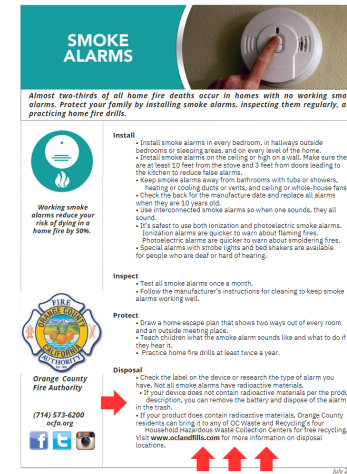 SMOKE
ALARMS
Almost two-thirds of all home fire deaths occur in homes with no working smo
alarms. Protect your family by installing smoke alarms, inspecting them regularly, a
practicing home fire drills.
Working smoke
alarms reduce your
risk of dying in a
home fire by 50%.
FIRE
ORANGE COUNTY
CALIFORNIA
AUTHORITY
Orange County
Fire Authority
(714) 573-6200
ocfa.org
Install
• Install smoke alarms in every bedroom, in hallways outside
bedrooms or sleeping areas, and on every level of the home.
• Install smoke alarms on the ceiling or high on a wall. Make sure the
are at least 10 feet from the stove and 3 feet from doors leading to
the kitchen to reduce false alarms.
• Keep smoke alarms away from bathrooms with tubs or showers,
heating or cooling ducts or vents, and ceiling or whole-house fans
• Check the back for the manufacture date and replace all alarms
when they are 10 years old.
• Use interconnected smoke alarms so when one sounds, they all
sound.
• It's safest to use both ionization and photoelectric smoke alarms.
Ionization alarms are quicker to warn about flaming fires.
Photoelectric alarms are quicker to warn about smoldering fires.
• Special alarms with strobe lights and bed shakers are available
for people who are deaf or hard of hearing.
Inspect
• Test all smoke alarms once a month.
• Follow the manufacturer's instructions for cleaning to keep smoke
alarms working well.
Protect
• Draw a home escape plan that shows two ways out of every room
and an outside meeting place.
• Teach children what the smoke alarm sounds like and what to do if
they hear it.
• Practice home fire drills at least twice a year.
Disposal
• Check the label on the device or research the type of alarm you
have. Not all smoke alarms have radioactive materials.
• If your device does not contain radioactive materials per the produ
description, you can remove the battery and dispose of the alarm
in the trash.
• If your product does contain radioactive materials, Orange County
residents can bring it to any of OC Waste and Recycling's four
Household Hazardous Waste Collection Centers for free recycling.
Visit www.oclandfills.com for more information on disposal
locations.
July 2